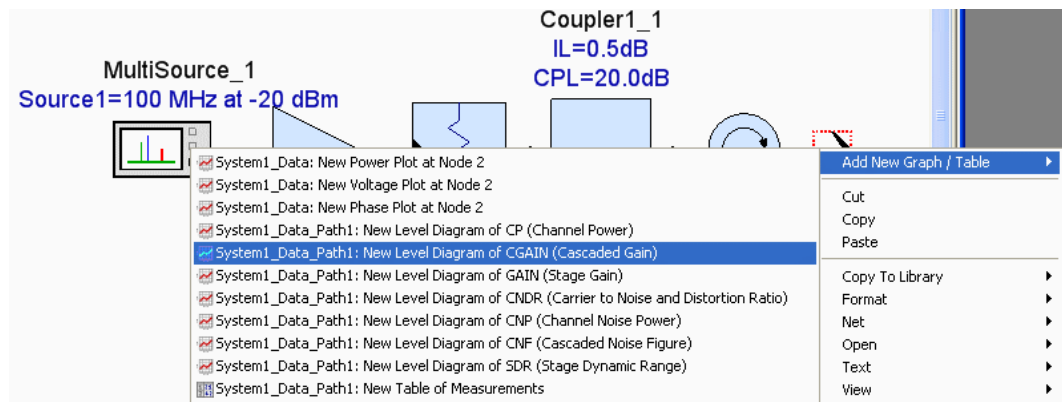 Coupler1_1
IL=0.5dB
CPL=20.0dB
MultiSource_1
Source1=100 MHz at -20 dBm
System1_Data: New Power Plot at Node 2
System1_Data: New Voltage Plot at Node 2
System1_Data: New Phase Plot at Node 2
System1_Data_Path1: New Level Diagram of CP (Channel Power)
System1_Data_Path1: New Level Diagram of CGAIN (Cascaded Gain)
System1_Data_Path1: New Level Diagram of GAIN (Stage Gain)
System1_Data_Path1: New Level Diagram of CNDR (Carrier to Noise and Distortion Ratio)
System1_Data_Path1: New Level Diagram of CNP (Channel Noise Power)
System1_Data_Path1: New Level Diagram of CNF (Cascaded Noise Figure)
System1_Data_Path1: New Level Diagram of SDR (Stage Dynamic Range)
System1_Data_Path1: New Table of Measurements
Add New Graph / Table
Cut
Copy
Paste
Copy To Library
Format
Net
Open
Text
View